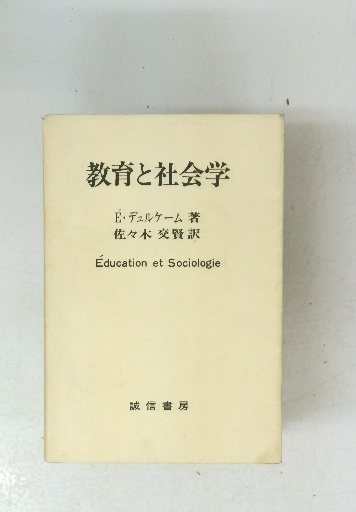 教育と社会学
É・デュルケーム 著
佐々木 交賢 訳
Éducation et Sociologie
誠信書房